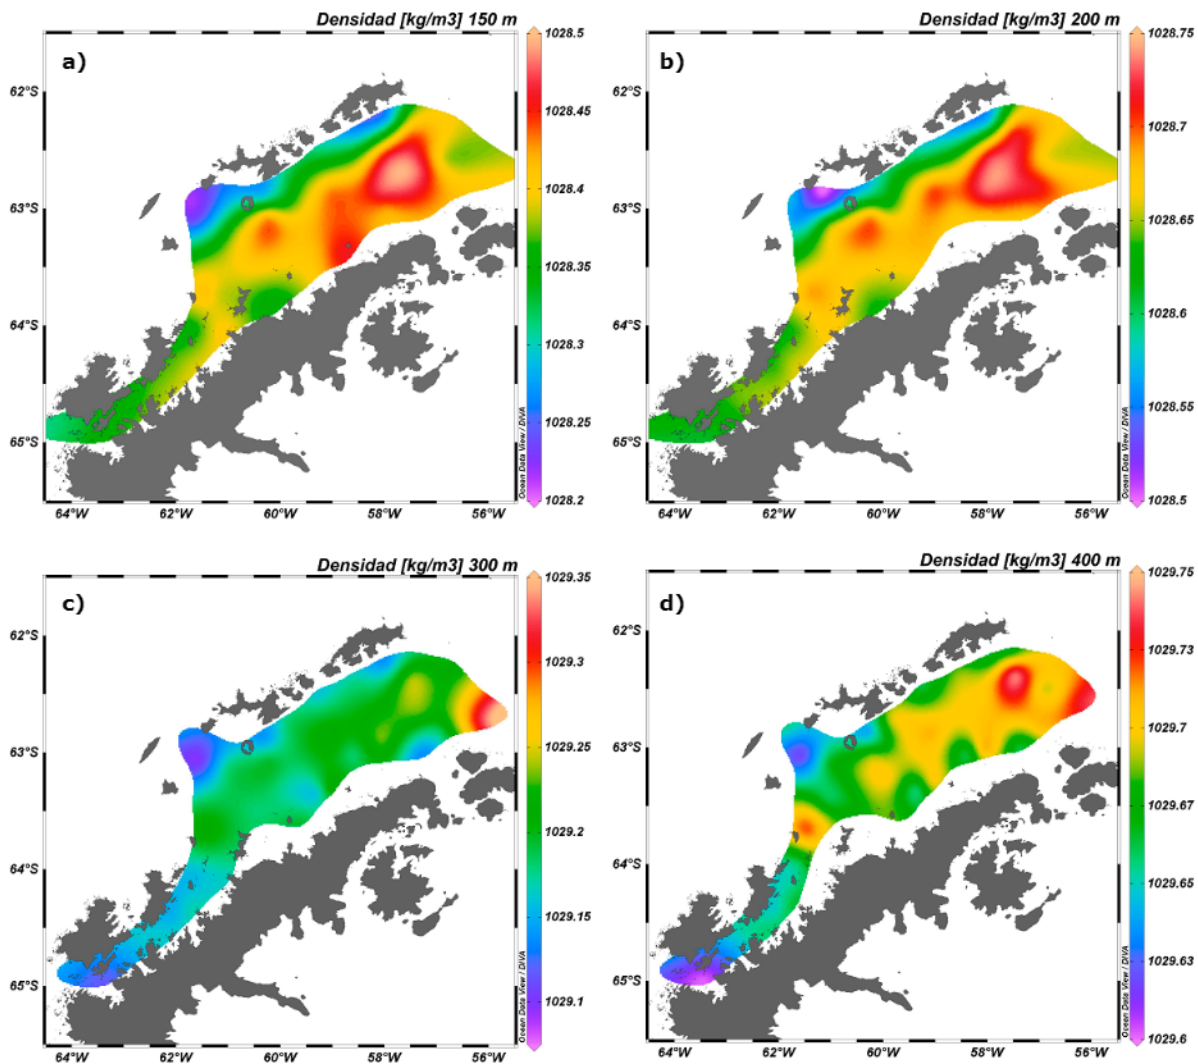 Densidad [kg/m3] 150 m
a)
62°S
63°S
64°S
65°S
64°W
62°W
60°W
58°W
56°W
1028.5
1028.45
1028.4
1028.35
1028.3
1028.25
1028.2
Ocean Data View / DIVA
Densidad [kg/m3] 200 m
b)
62°S
63°S
64°S
65°S
64°W
62°W
60°W
58°W
56°W
1028.75
1028.7
1028.65
1028.6
1028.55
1028.5
Ocean Data View / DIVA
Densidad [kg/m3] 300 m
c)
62°S
63°S
64°S
65°S
64°W
62°W
60°W
58°W
56°W
1029.35
1029.3
1029.25
1029.2
1029.15
1029.1
Ocean Data View / DIVA
Densidad [kg/m3] 400 m
d)
62°S
63°S
64°S
65°S
64°W
62°W
60°W
58°W
56°W
1029.75
1029.73
1029.7
1029.67
1029.65
1029.63
1029.6
Ocean Data View / DIVA